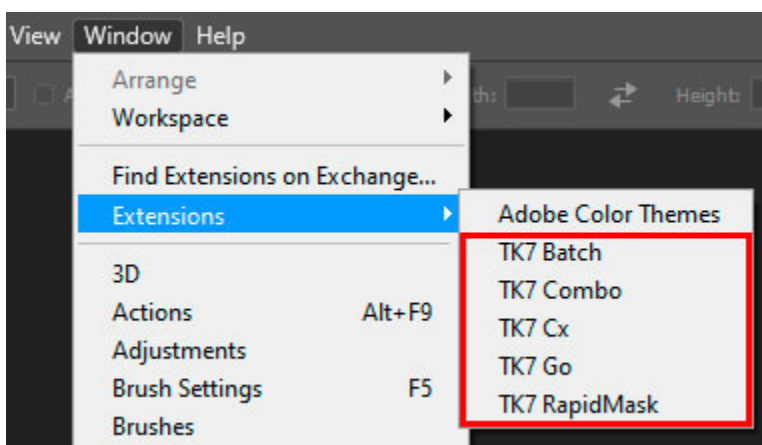 View Window Help
th: Height:
Arrange
Workspace
Find Extensions on Exchange...
Extensions
3D
Actions Alt+F9
Adjustments
Brush Settings F5
Brushes
Adobe Color Themes
TK7 Batch
TK7 Combo
TK7 Cx
TK7 Go
TK7 RapidMask